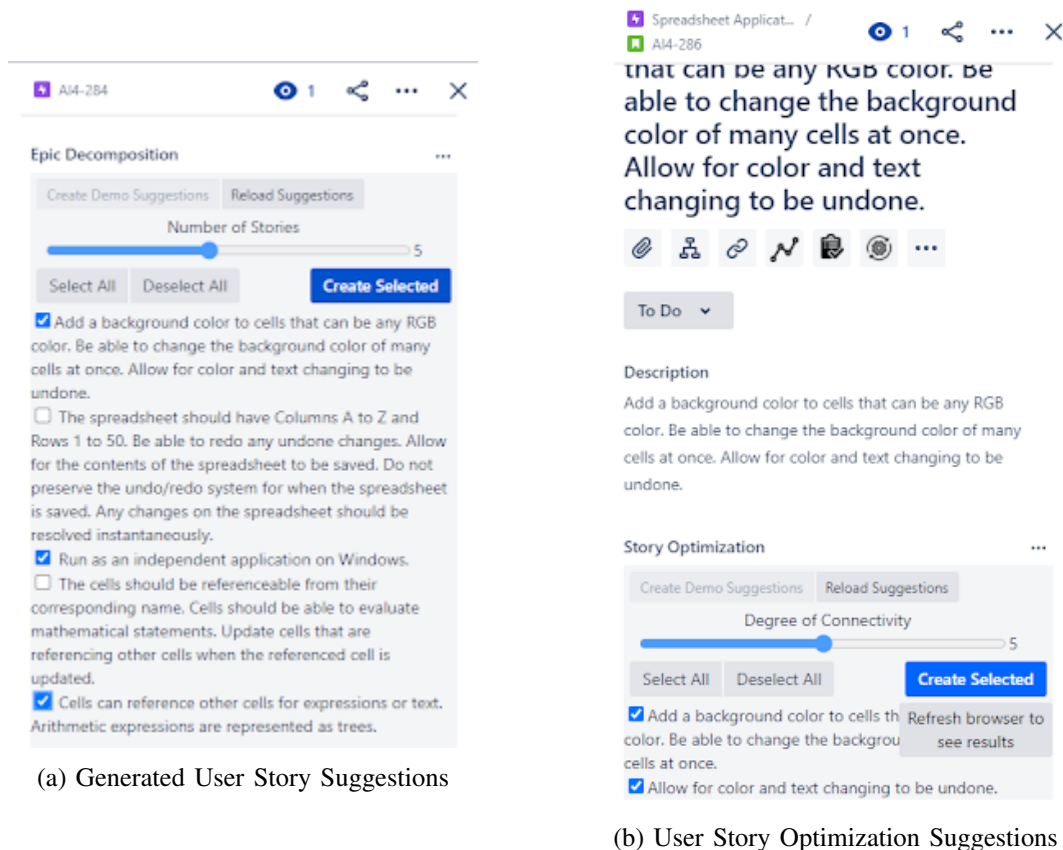 AI4-284
1
Epic Decomposition
Create Demo Suggestions
Reload Suggestions
Number of Stories
5
Select All
Deselect All
Create Selected
Add a background color to cells that can be any RGB
color. Be able to change the background color of many
cells at once. Allow for color and text changing to be
undone.
The spreadsheet should have Columns A to Z and
Rows 1 to 50. Be able to redo any undone changes. Allow
for the contents of the spreadsheet to be saved. Do not
preserve the undo/redo system for when the spreadsheet
is saved. Any changes on the spreadsheet should be
resolved instantaneously.
Run as an independent application on Windows.
The cells should be referenceable from their
corresponding name. Cells should be able to evaluate
mathematical statements. Update cells that are
referencing other cells when the referenced cell is
updated.
Cells can reference other cells for expressions or text.
Arithmetic expressions are represented as trees.
(a) Generated User Story Suggestions
Spreadsheet Applicat... /
AI4-286
1
that can be any RGB color. Be
able to change the background
color of many cells at once.
Allow for color and text
changing to be undone.
To Do
Description
Add a background color to cells that can be any RGB
color. Be able to change the background color of many
cells at once. Allow for color and text changing to be
undone.
Story Optimization
Create Demo Suggestions
Reload Suggestions
Degree of Connectivity
5
Select All
Deselect All
Create Selected
Add a background color to cells th
color. Be able to change the backgrou
cells at once.
Refresh browser to
see results
Allow for color and text changing to be undone.
(b) User Story Optimization Suggestions